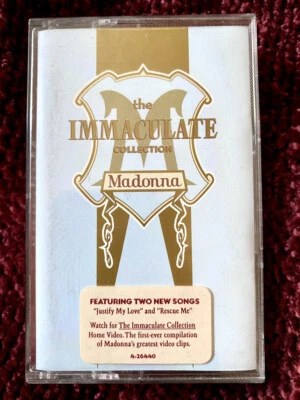 the
IMMACULATE
COLLECTION
Madonna
FEATURING TWO NEW SONGS
"Justify My Love" and "Rescue Me"
Watch for The Immaculate Collection
Home Video. The first-ever compilation
of Madonna's greatest video clips.
4-26440